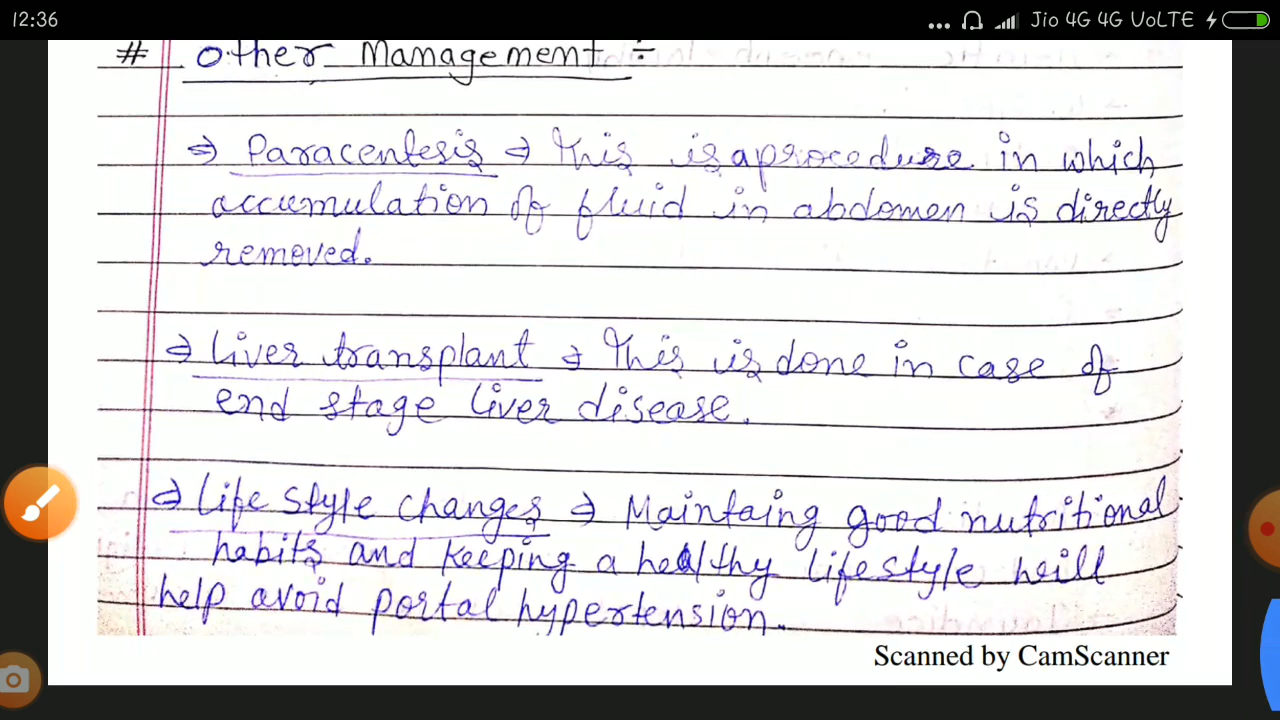 12:36
... Jio 4G 4G VoLTE
# Other Management ÷
⇒ Paracentesis ⇒ This is a procedure in which
accumulation of fluid in abdomen is directly
removed.
⇒ Liver transplant ⇒ This is done in case of
end stage liver disease.
⇒ Life style changes ⇒ Maintaing good nutritional
habits and keeping a healthy lifestyle will
help avoid portal hypertension.
Scanned by CamScanner